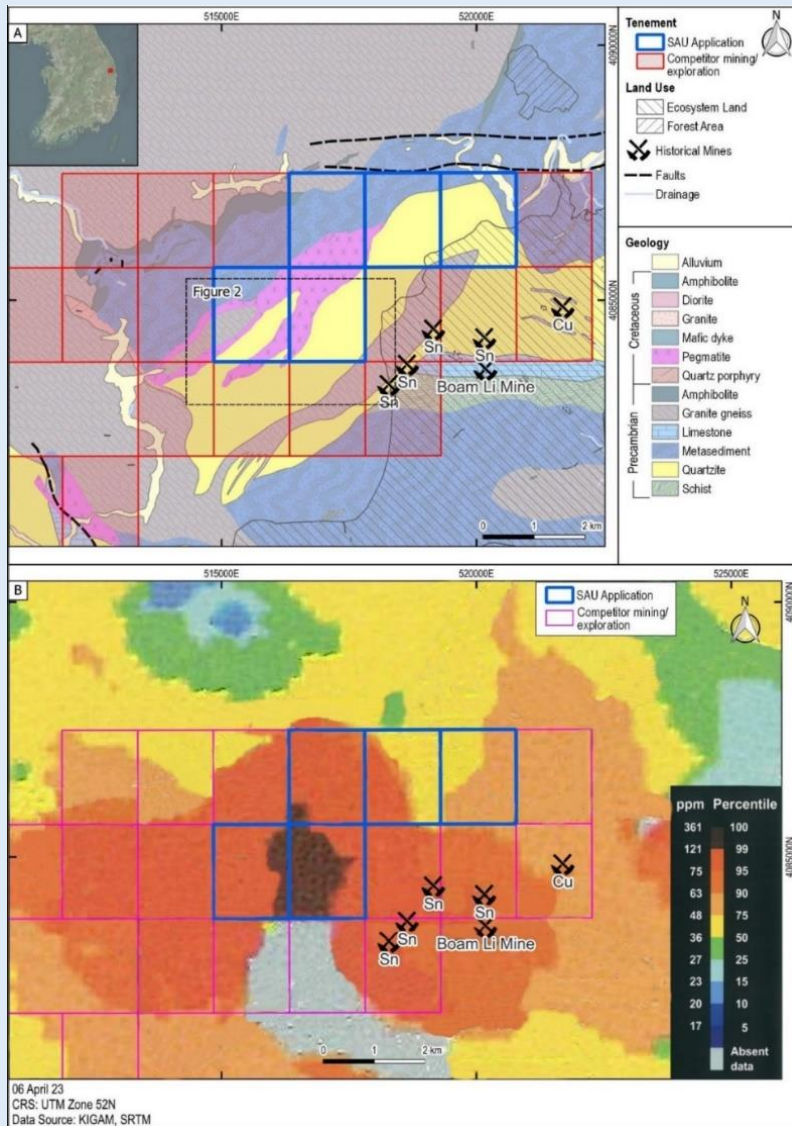 A
515000E
520000E
4090000N
4085000N
Figure 2
Sn
Sn
Sn
Sn
Cu
Boam Li Mine
0 1 2 km
Tenement
N
SAU Application
Competitor mining/
exploration
Land Use
Ecosystem Land
Forest Area
Historical Mines
Faults
Drainage
Geology
Cretaceous
Precambrian
Alluvium
Amphibolite
Diorite
Granite
Mafic dyke
Pegmatite
Quartz porphyry
Amphibolite
Granite gneiss
Limestone
Metasediment
Quartzite
Schist
B
515000E
520000E
525000E
4090000N
4085000N
SAU Application
Competitor mining/
exploration
N
Sn
Sn
Sn
Sn
Cu
Boam Li Mine
0 1 2 km
ppm Percentile
361 100
121 99
75 95
63 90
48 75
36 50
27 25
23 15
20 10
17 5
Absent
data
06 April 23
CRS: UTM Zone 52N
Data Source: KIGAM, SRTM